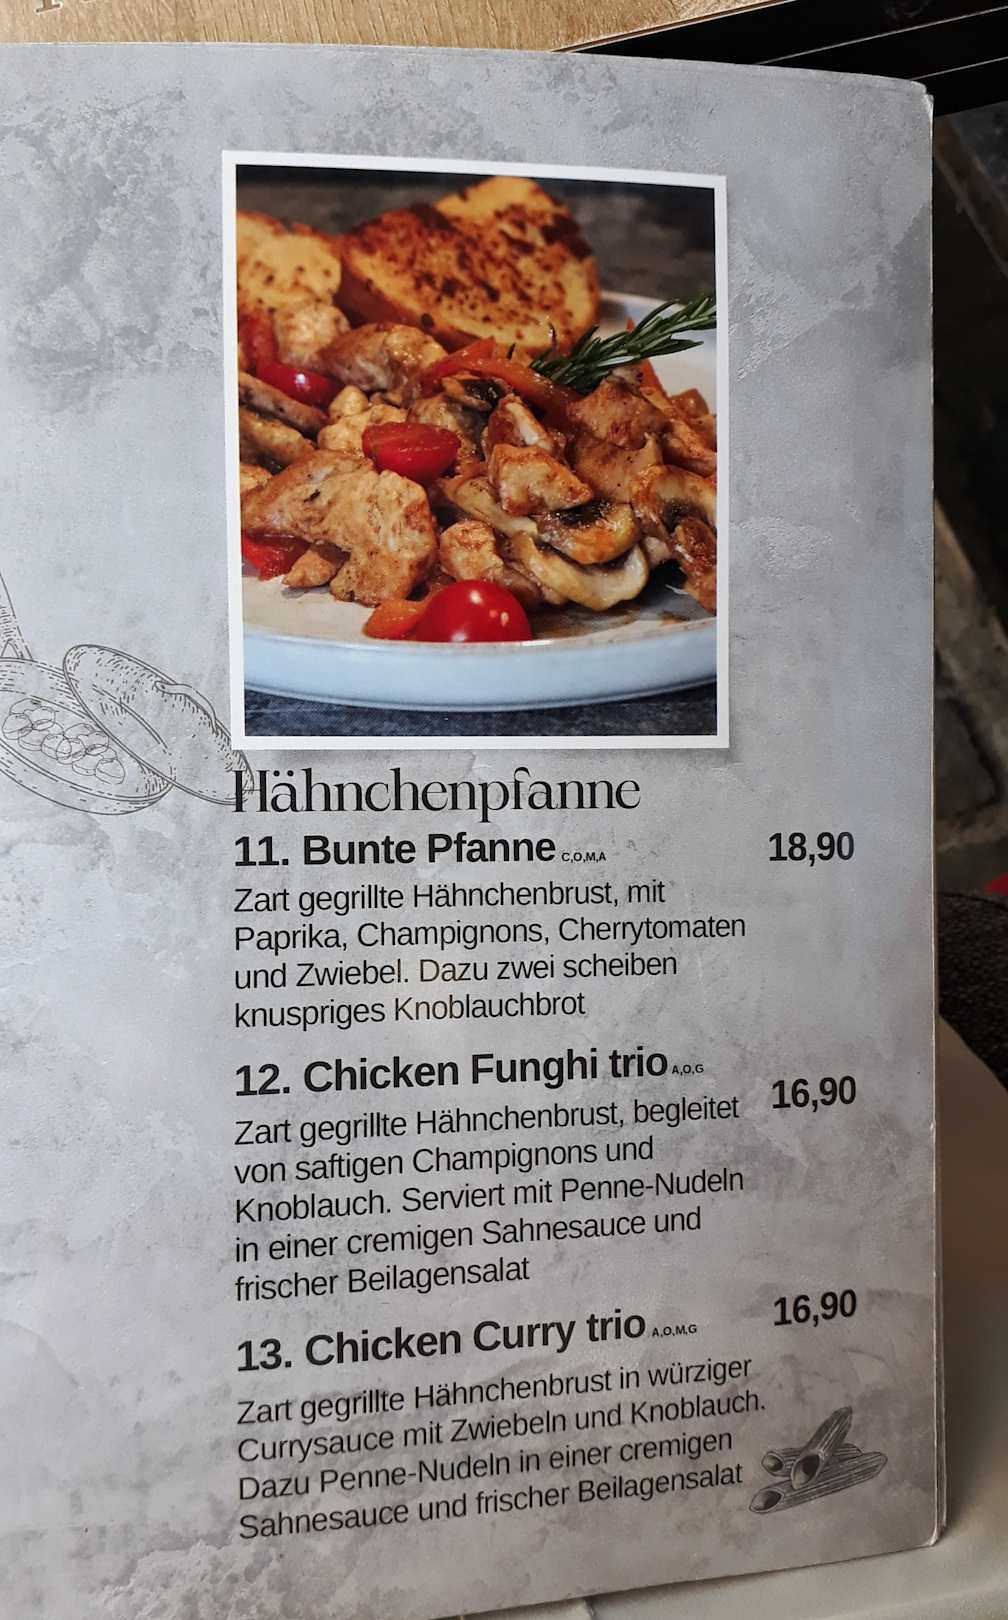 Hähnchenpfanne
11. Bunte Pfanne C,O,M,A 18,90
Zart gegrillte Hähnchenbrust, mit
Paprika, Champignons, Cherrytomaten
und Zwiebel. Dazu zwei scheiben
knuspriges Knoblauchbrot
12. Chicken Funghi trio A,O,G 16,90
Zart gegrillte Hähnchenbrust, begleitet
von saftigen Champignons und
Knoblauch. Serviert mit Penne-Nudeln
in einer cremigen Sahnesauce und
frischer Beilagensalat
13. Chicken Curry trio A,O,M,G 16,90
Zart gegrillte Hähnchenbrust in würziger
Currysauce mit Zwiebeln und Knoblauch.
Dazu Penne-Nudeln in einer cremigen
Sahnesauce und frischer Beilagensalat